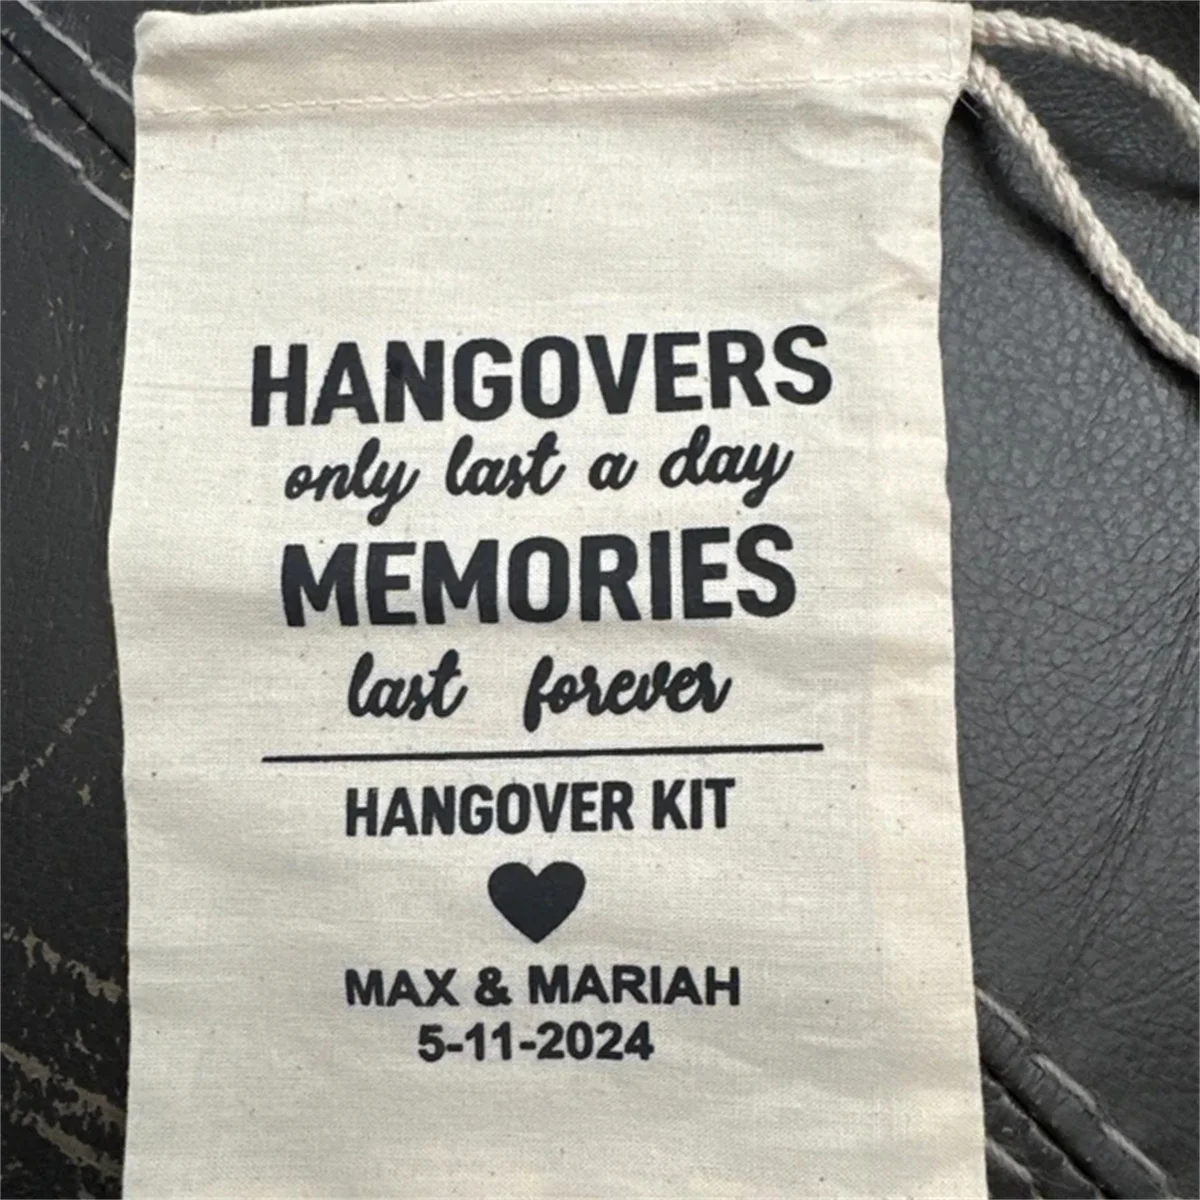 HANGOVERS
only last a day
MEMORIES
last forever
HANGOVER KIT
MAX & MARIAH
5-11-2024